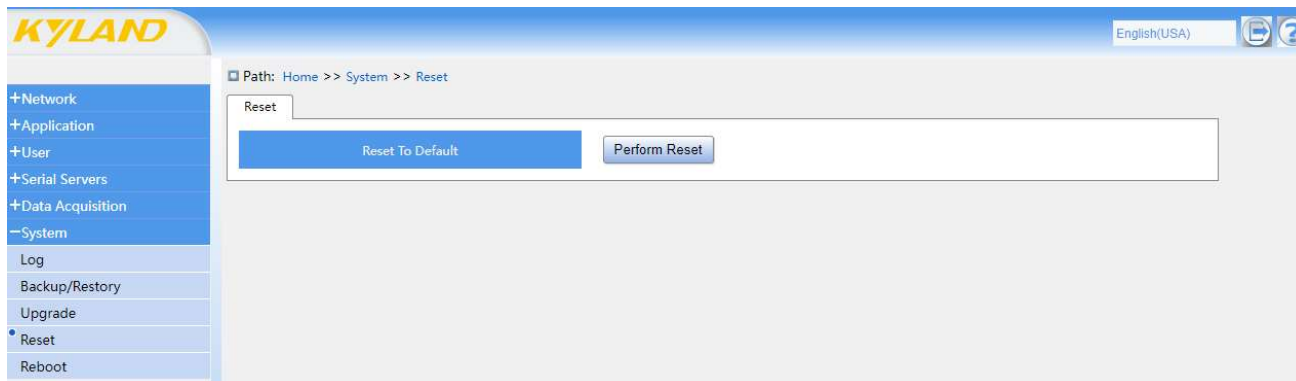 KYLAND
English(USA)
?
Path: Home >> System >> Reset
+Network
+Application
+User
+Serial Servers
+Data Acquisition
−System
Log
Backup/Restory
Upgrade
Reset
Reboot
Reset
Reset To Default
Perform Reset